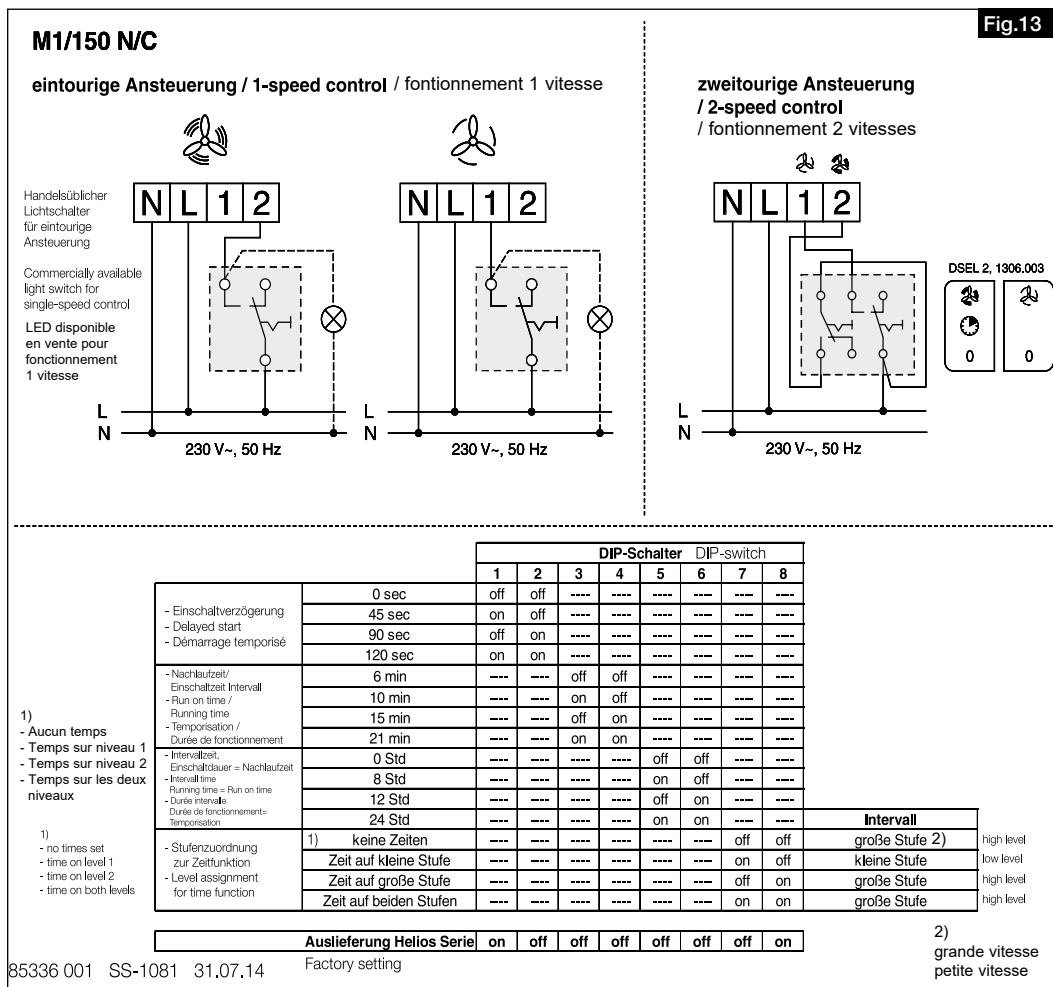 Fig.13
M1/150 N/C
eintourige Ansteuerung / 1-speed control / fontionnement 1 vitesse
zweitourige Ansteuerung
/ 2-speed control
/ fontionnement 2 vitesses
Handelsüblicher
Lichtschalter
für eintourige
Ansteuerung
Commercially available
light switch for
single-speed control
LED disponible
en vente pour
fonctionnement
1 vitesse
N L 1 2
L
N
230 V~, 50 Hz
N L 1 2
L
N
230 V~, 50 Hz
N L 1 2
L
N
230 V~, 50 Hz
DSEL 2, 1306.003
0 0
DIP-Schalter DIP-switch
1 2 3 4 5 6 7 8
- Einschaltverzögerung
- Delayed start
- Démarrage temporisé
0 sec off off ---- ---- ---- ---- ---- ----
45 sec on off ---- ---- ---- ---- ---- ----
90 sec off on ---- ---- ---- ---- ---- ----
120 sec on on ---- ---- ---- ---- ---- ----
- Nachlaufzeit/
Einschaltzeit Intervall
- Run on time /
Running time
- Temporisation /
Durée de fonctionnement
6 min ---- ---- off off ---- ---- ---- ----
10 min ---- ---- on off ---- ---- ---- ----
15 min ---- ---- off on ---- ---- ---- ----
21 min ---- ---- on on ---- ---- ---- ----
- Intervallzeit,
Einschaltdauer = Nachlaufzeit
- Intervall time
Running time = Run on time
- Durée intervalle
Durée de fonctionnement=
Temporisation
0 Std ---- ---- ---- ---- off off ---- ----
8 Std ---- ---- ---- ---- on off ---- ----
12 Std ---- ---- ---- ---- off on ---- ----
24 Std ---- ---- ---- ---- on on ---- ---- Intervall
- Stufenzuordnung
zur Zeitfunktion
- Level assignment
for time function
1) keine Zeiten ---- ---- ---- ---- ---- ---- off off große Stufe 2) high level
Zeit auf kleine Stufe ---- ---- ---- ---- ---- ---- on off kleine Stufe low level
Zeit auf große Stufe ---- ---- ---- ---- ---- ---- off on große Stufe high level
Zeit auf beiden Stufen ---- ---- ---- ---- ---- ---- on on große Stufe high level
1)
- Aucun temps
- Temps sur niveau 1
- Temps sur niveau 2
- Temps sur les deux
niveaux
1)
- no times set
- time on level 1
- time on level 2
- time on both levels
Auslieferung Helios Serie on off off off off off off on
Factory setting
2)
grande vitesse
petite vitesse
85336 001 SS-1081 31.07.14